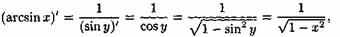 (arcsin x)′ = 1/(sin y)′ = 1/cos y = 1/√(1 − sin² y) = 1/√(1 − x²),